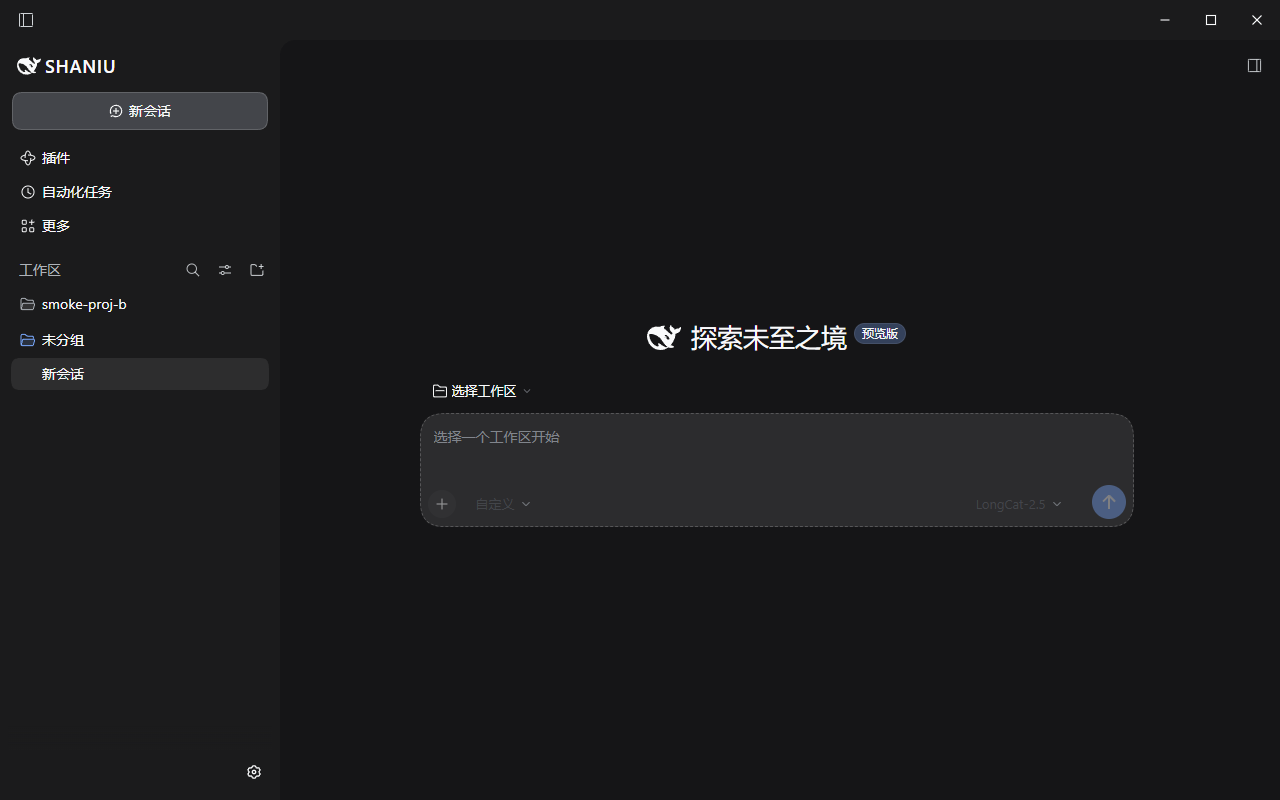 SHANIU
新会话
插件
自动化任务
更多
工作区
smoke-proj-b
未分组
新会话
探索未至之境
预览版
选择工作区
选择一个工作区开始
自定义
LongCat-2.5